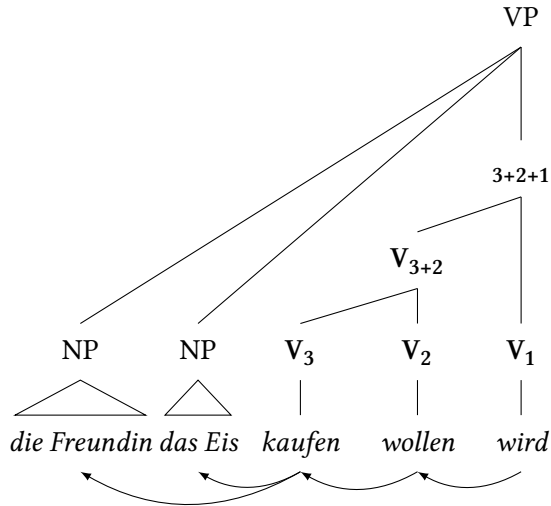 VP
3+2+1
V3+2
NP NP V3 V2 V1
die Freundin das Eis kaufen wollen wird